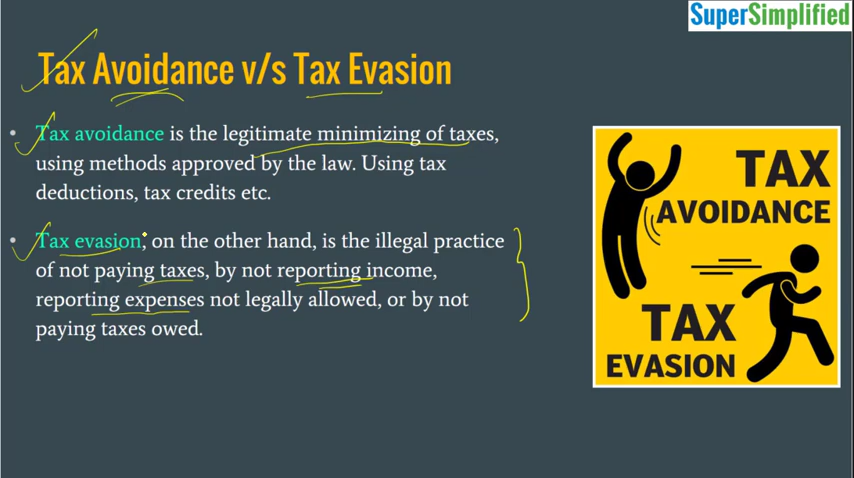 SuperSimplified
Tax Avoidance v/s Tax Evasion
• Tax avoidance is the legitimate minimizing of taxes,
using methods approved by the law. Using tax
deductions, tax credits etc.
• Tax evasion, on the other hand, is the illegal practice
of not paying taxes, by not reporting income,
reporting expenses not legally allowed, or by not
paying taxes owed.
TAX
AVOIDANCE
TAX
EVASION